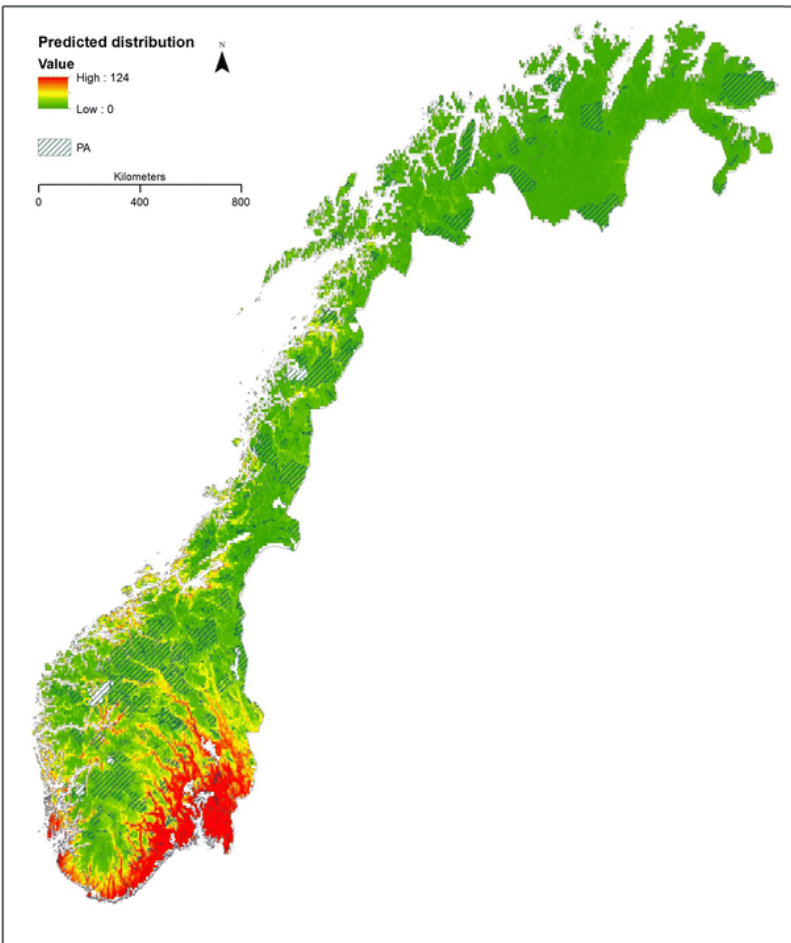 Predicted distribution
N
Value
High : 124
Low : 0
PA
Kilometers
0 400 800